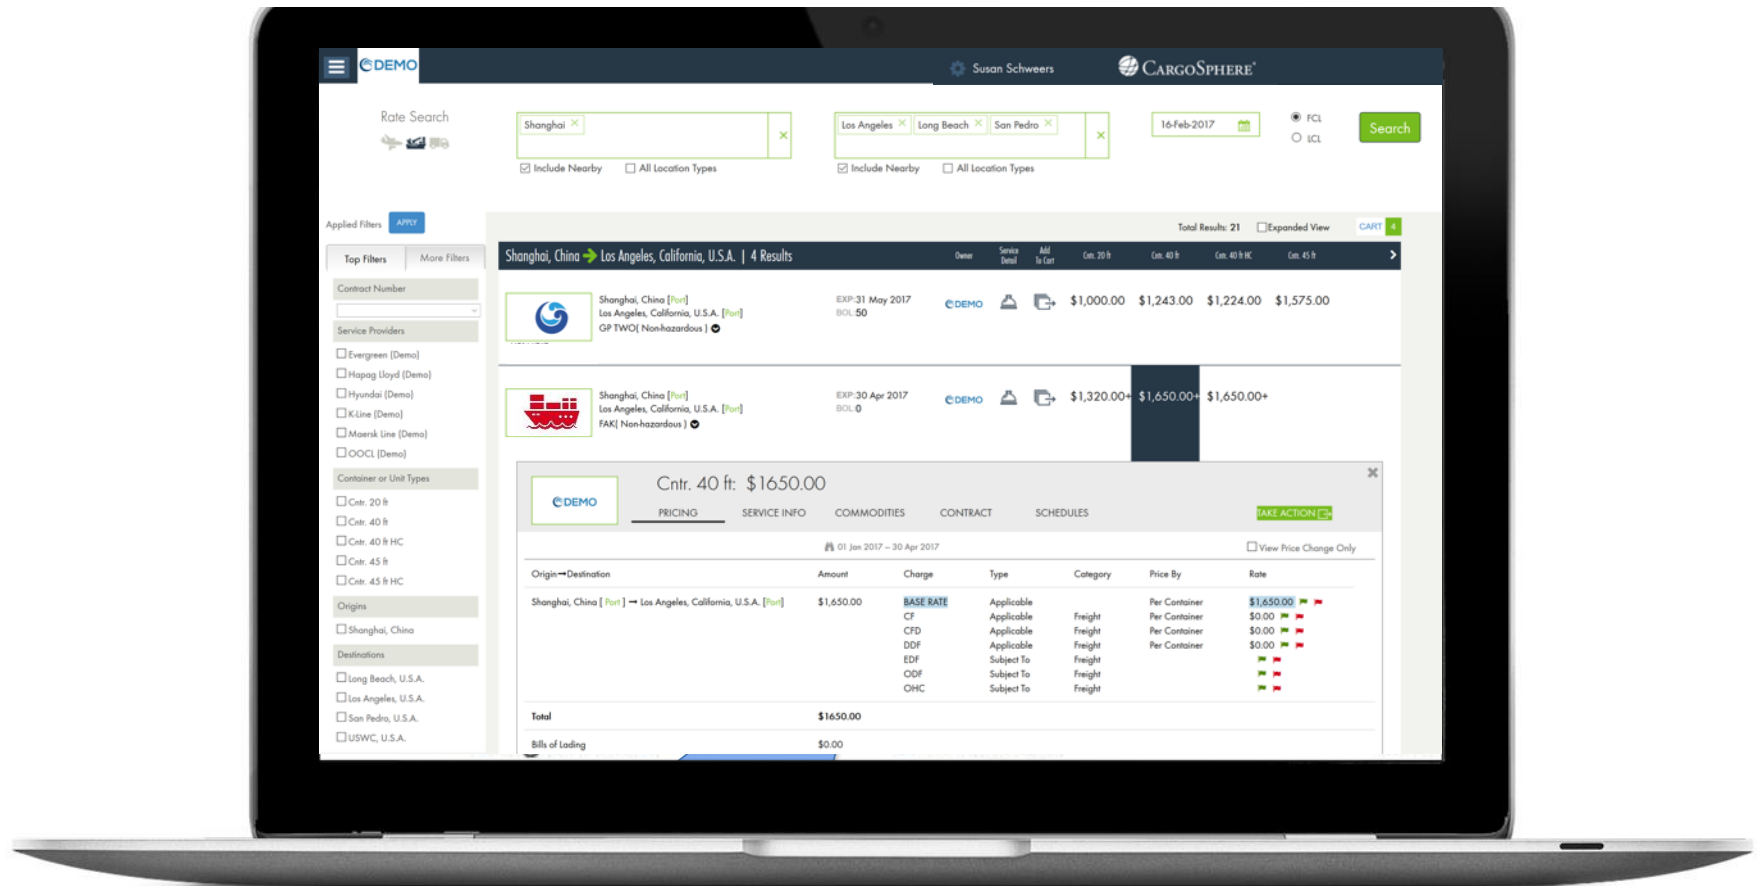 DEMO
Susan Schweers
CARGOSPHERE
Rate Search
Shanghai
Los Angeles Long Beach San Pedro
16-Feb-2017
FCL
LCL
Search
Include Nearby All Location Types
Include Nearby All Location Types
Applied Filters APPLY
Total Results: 21 Expanded View CART 4
Top Filters More Filters
Contract Number
Service Providers
Evergreen (Demo)
Hapag Lloyd (Demo)
Hyundai (Demo)
K-Line (Demo)
Maersk Line (Demo)
OOCL (Demo)
Container or Unit Types
Cntr. 20 ft
Cntr. 40 ft
Cntr. 40 ft HC
Cntr. 45 ft
Cntr. 45 ft HC
Origins
Shanghai, China
Destinations
Long Beach, U.S.A.
Los Angeles, U.S.A.
San Pedro, U.S.A.
USWC, U.S.A.
Shanghai, China → Los Angeles, California, U.S.A. | 4 Results
Owner Service Detail Add To Cart Cntr. 20 ft Cntr. 40 ft Cntr. 40 ft HC Cntr. 45 ft
Shanghai, China [Port]
Los Angeles, California, U.S.A. [Port]
GP TWO( Non-hazardous )
EXP:31 May 2017
BOL:50
DEMO
$1,000.00 $1,243.00 $1,224.00 $1,575.00
Shanghai, China [Port]
Los Angeles, California, U.S.A. [Port]
FAK( Non-hazardous )
EXP:30 Apr 2017
BOL:0
DEMO
$1,320.00+ $1,650.00+ $1,650.00+
DEMO
Cntr. 40 ft: $1650.00
PRICING SERVICE INFO COMMODITIES CONTRACT SCHEDULES
TAKE ACTION
01 Jan 2017 – 30 Apr 2017
View Price Change Only
Origin→Destination Amount Charge Type Category Price By Rate
Shanghai, China [ Port ] → Los Angeles, California, U.S.A. [Port] $1,650.00 BASE RATE Applicable Per Container $1,650.00
CF Applicable Freight Per Container $0.00
CFD Applicable Freight Per Container $0.00
DDF Applicable Freight Per Container $0.00
EDF Subject To Freight
ODF Subject To Freight
OHC Subject To Freight
Total $1650.00
Bills of Lading $0.00